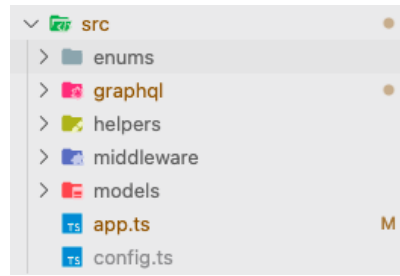 src
enums
graphql
helpers
middleware
models
TS app.ts M
TS config.ts